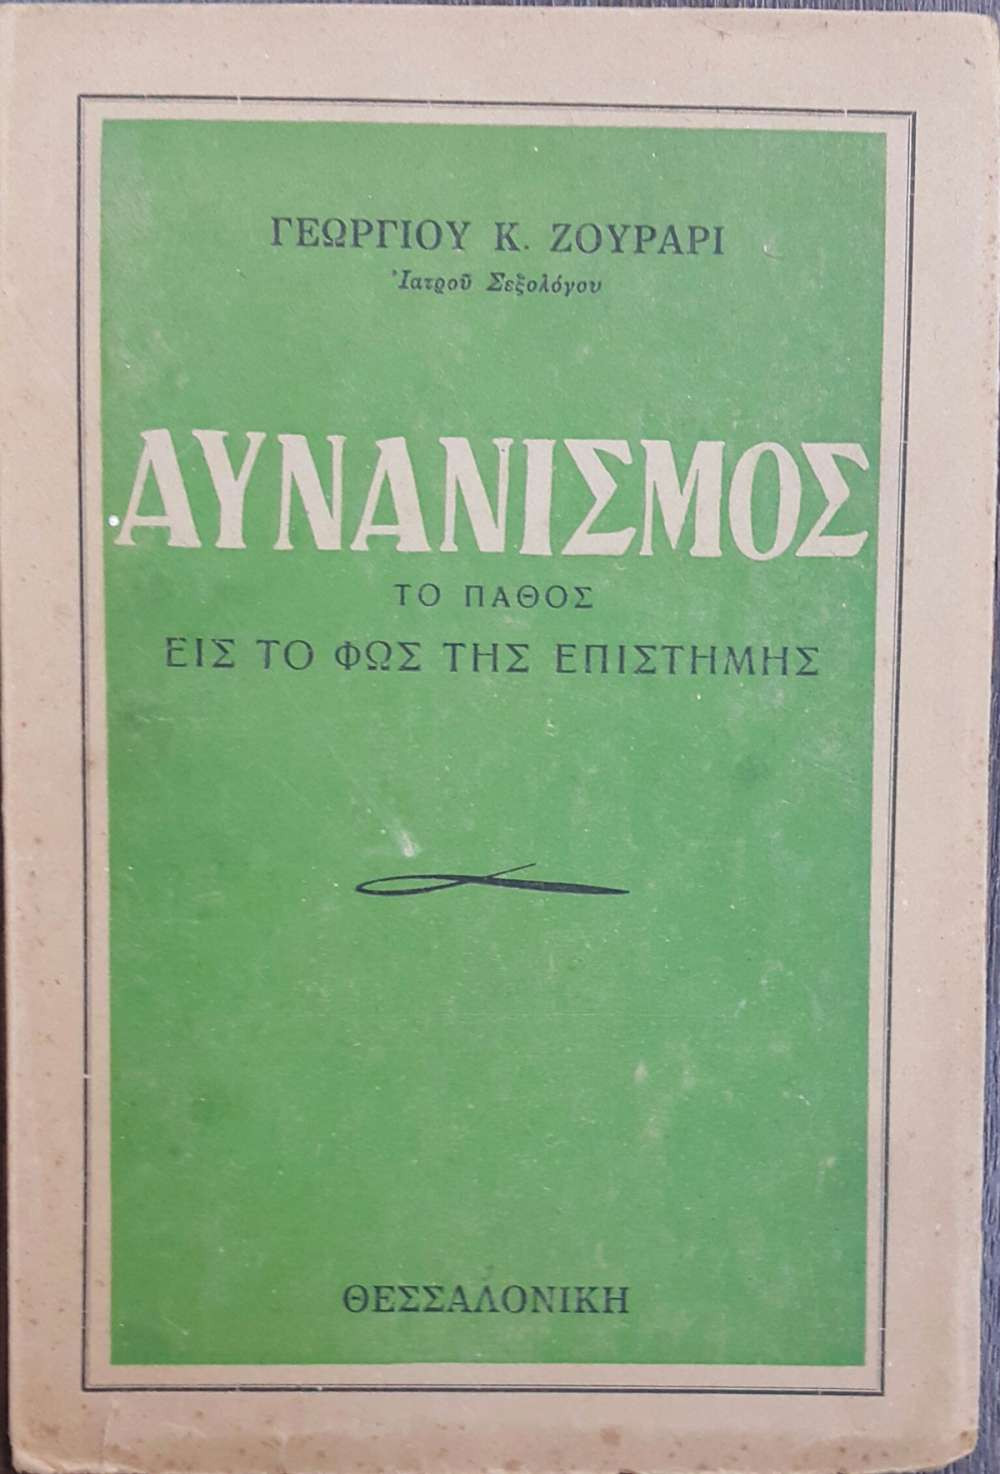 ΓΕΩΡΓΙΟΥ Κ. ΖΟΥΡΑΡΙ
Ἰατροῦ Σεξολόγου
ΑΥΝΑΝΙΣΜΟΣ
ΤΟ ΠΑΘΟΣ
ΕΙΣ ΤΟ ΦΩΣ ΤΗΣ ΕΠΙΣΤΗΜΗΣ
ΘΕΣΣΑΛΟΝΙΚΗ